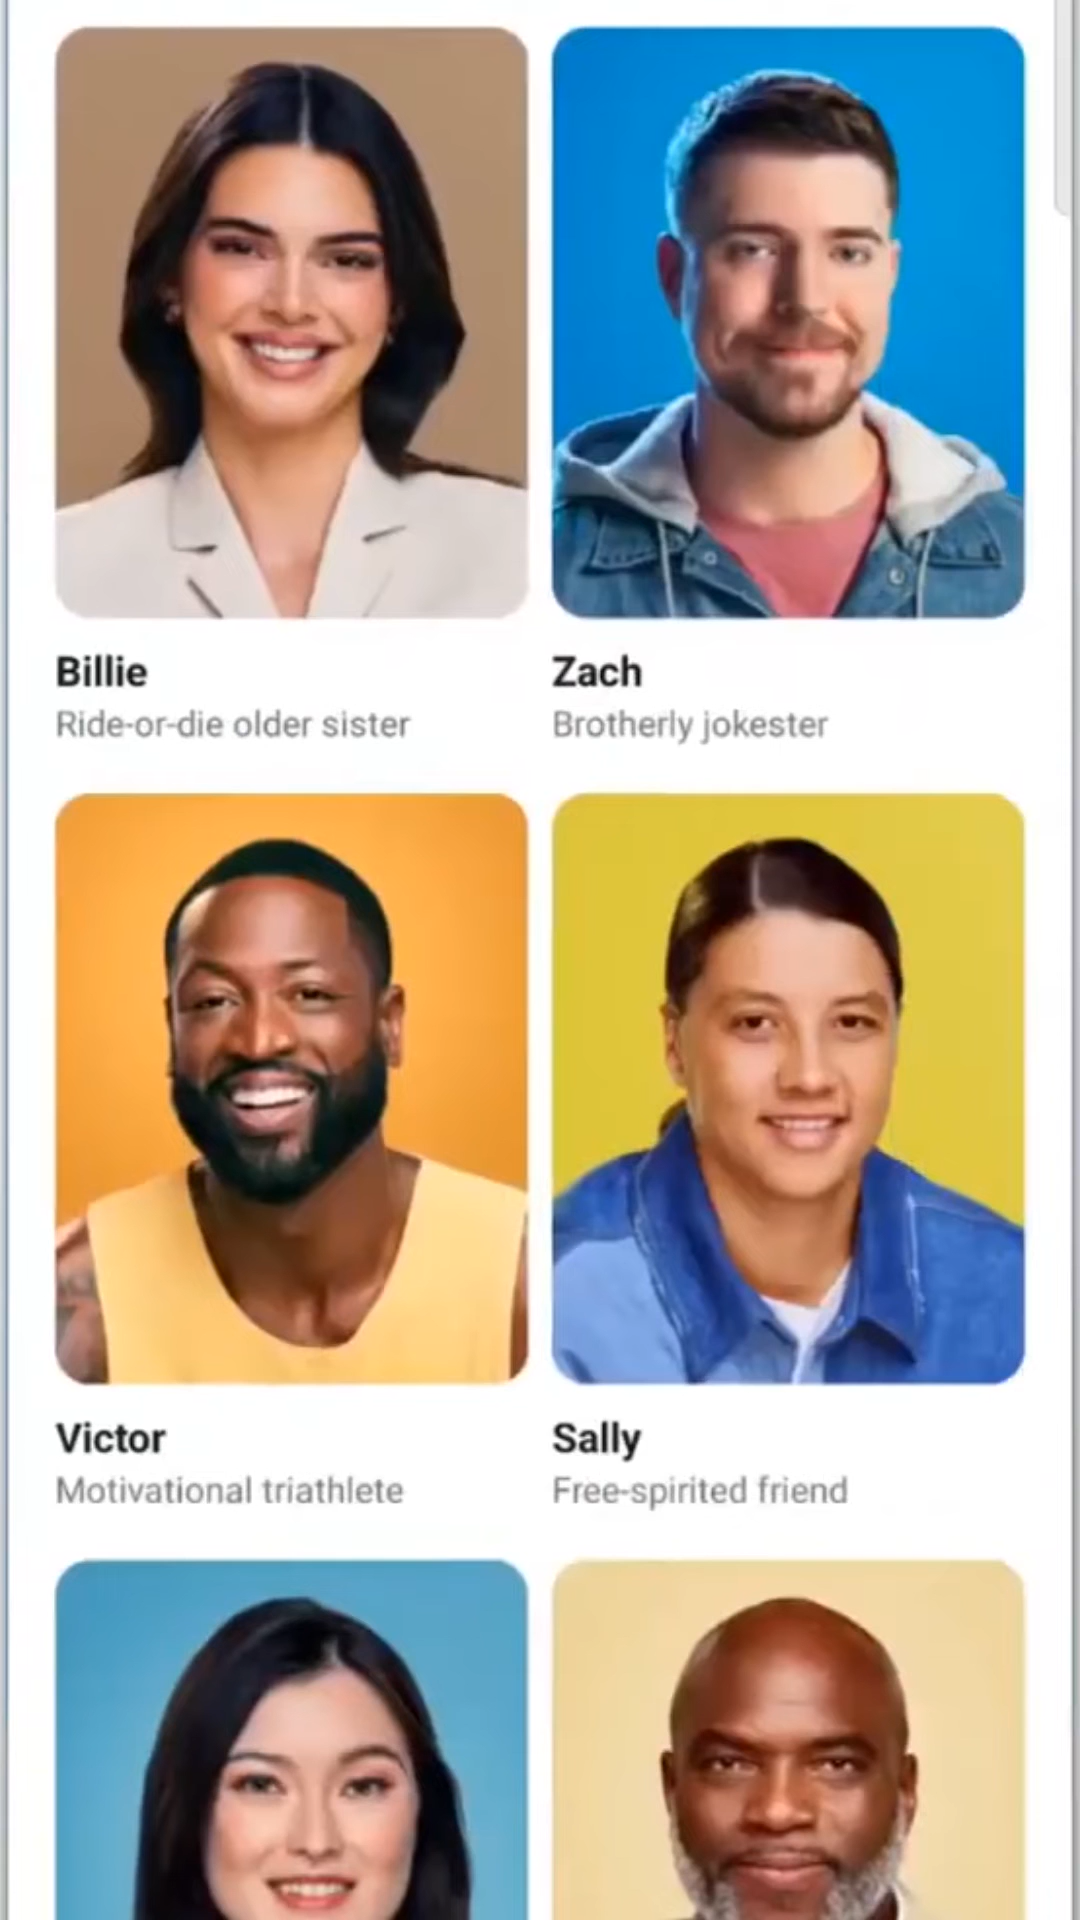 Billie
Ride-or-die older sister
Zach
Brotherly jokester
Victor
Motivational triathlete
Sally
Free-spirited friend